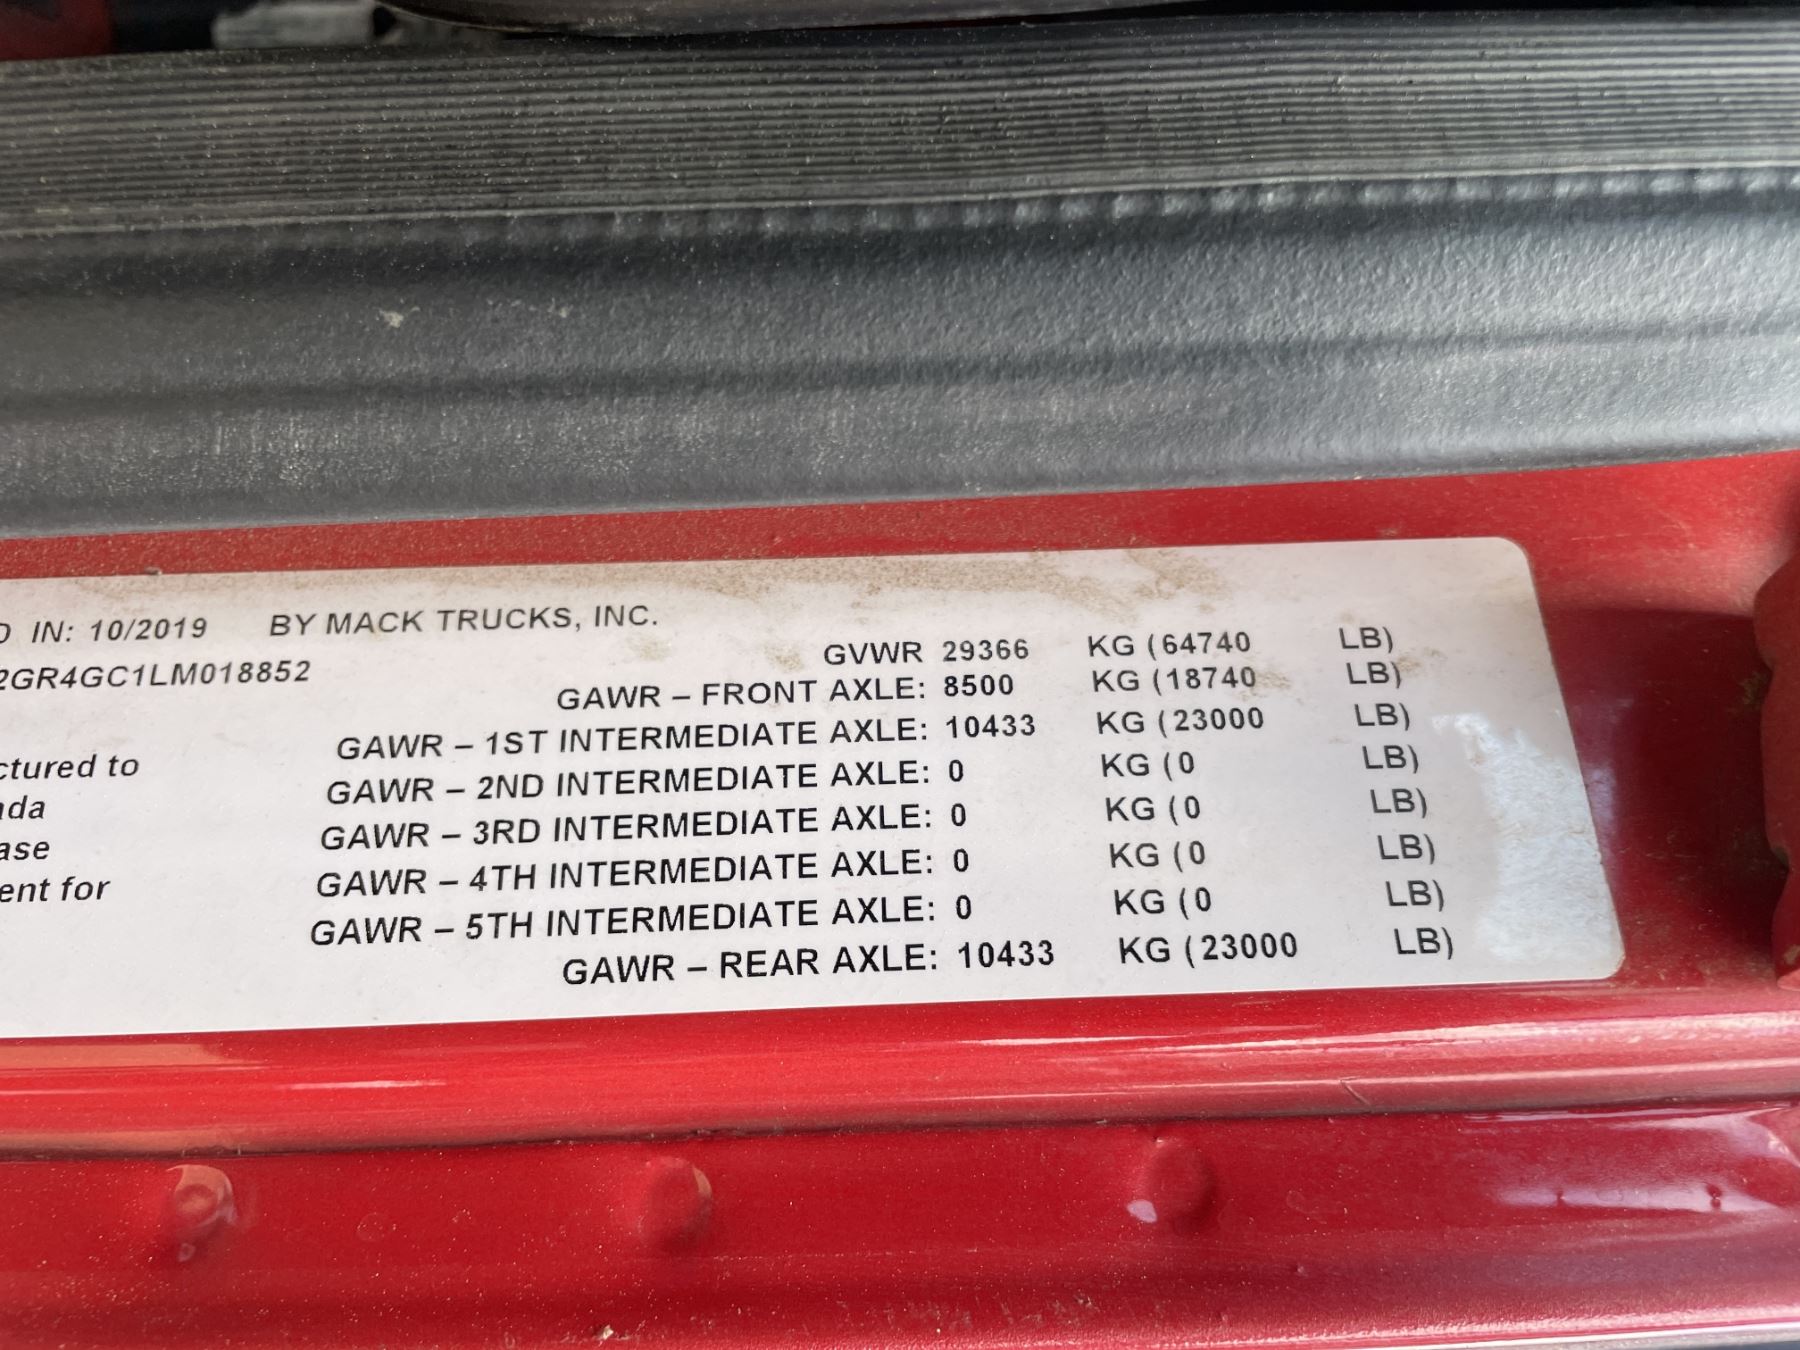 IN: 10/2019 BY MACK TRUCKS, INC.
GVWR 29366 KG (64740 LB)
2GR4GC1LM018852
GAWR – FRONT AXLE: 8500 KG (18740 LB)
GAWR – 1ST INTERMEDIATE AXLE: 10433 KG (23000 LB)
ctured to
GAWR – 2ND INTERMEDIATE AXLE: 0 KG (0 LB)
ada
GAWR – 3RD INTERMEDIATE AXLE: 0 KG (0 LB)
ase
GAWR – 4TH INTERMEDIATE AXLE: 0 KG (0 LB)
ent for
GAWR – 5TH INTERMEDIATE AXLE: 0 KG (0 LB)
GAWR – REAR AXLE: 10433 KG (23000 LB)